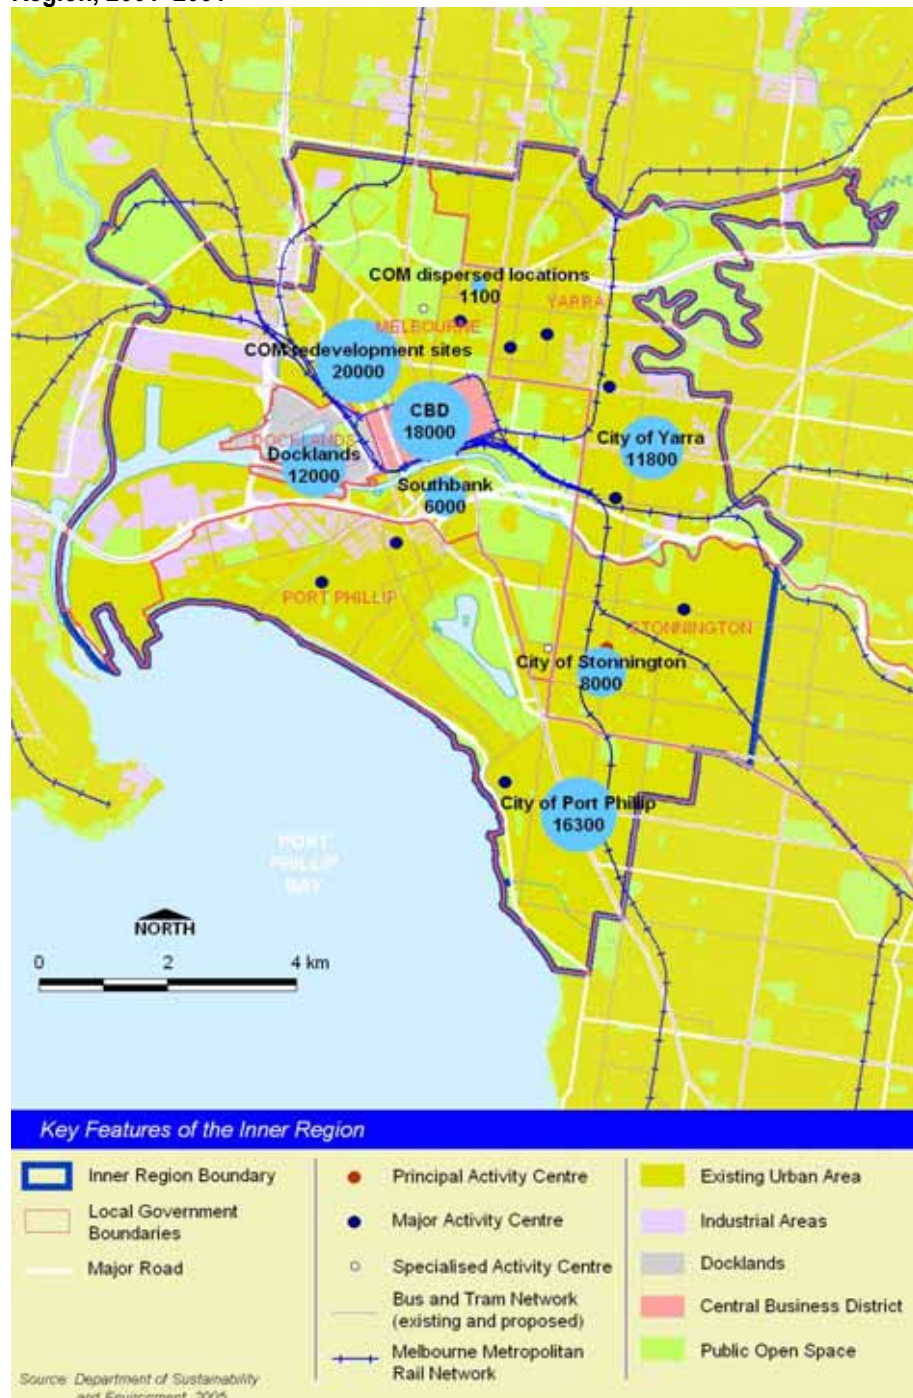 COM dispersed locations
1100
YARRA
MELBOURNE
COM redevelopment sites
20000
CBD
18000
DOCKLANDS
Docklands
12000
City of Yarra
11800
Southbank
6000
PORT PHILLIP
STONNINGTON
City of Stonnington
8000
City of Port Phillip
16300
PORT
PHILLIP
BAY
NORTH
0 2 4 km
Key Features of the Inner Region
Inner Region Boundary
Local Government
Boundaries
Major Road
Principal Activity Centre
Major Activity Centre
Specialised Activity Centre
Bus and Tram Network
(existing and proposed)
Melbourne Metropolitan
Rail Network
Existing Urban Area
Industrial Areas
Docklands
Central Business District
Public Open Space
Source: Department of Sustainability
and Environment, 2005